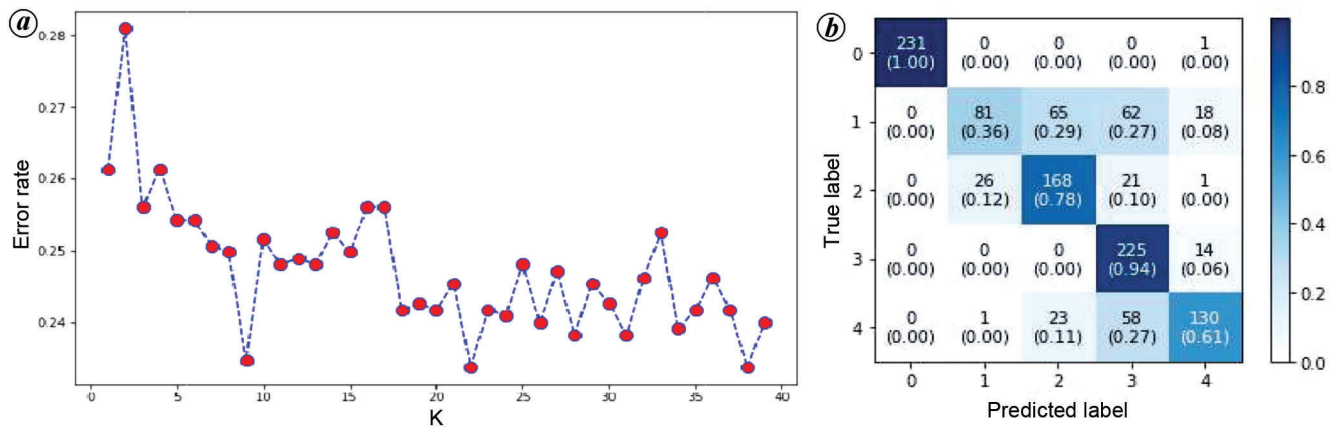 a
0.28
0.27
0.26
0.25
0.24
Error rate
0 5 10 15 20 25 30 35 40
K
b
0 231 0 0 0 1
(1.00) (0.00) (0.00) (0.00) (0.00)
1 0 81 65 62 18
(0.00) (0.36) (0.29) (0.27) (0.08)
2 0 26 168 21 1
(0.00) (0.12) (0.78) (0.10) (0.00)
3 0 0 0 225 14
(0.00) (0.00) (0.00) (0.94) (0.06)
4 0 1 23 58 130
(0.00) (0.00) (0.11) (0.27) (0.61)
True label
0 1 2 3 4
Predicted label
0.8
0.6
0.4
0.2
0.0